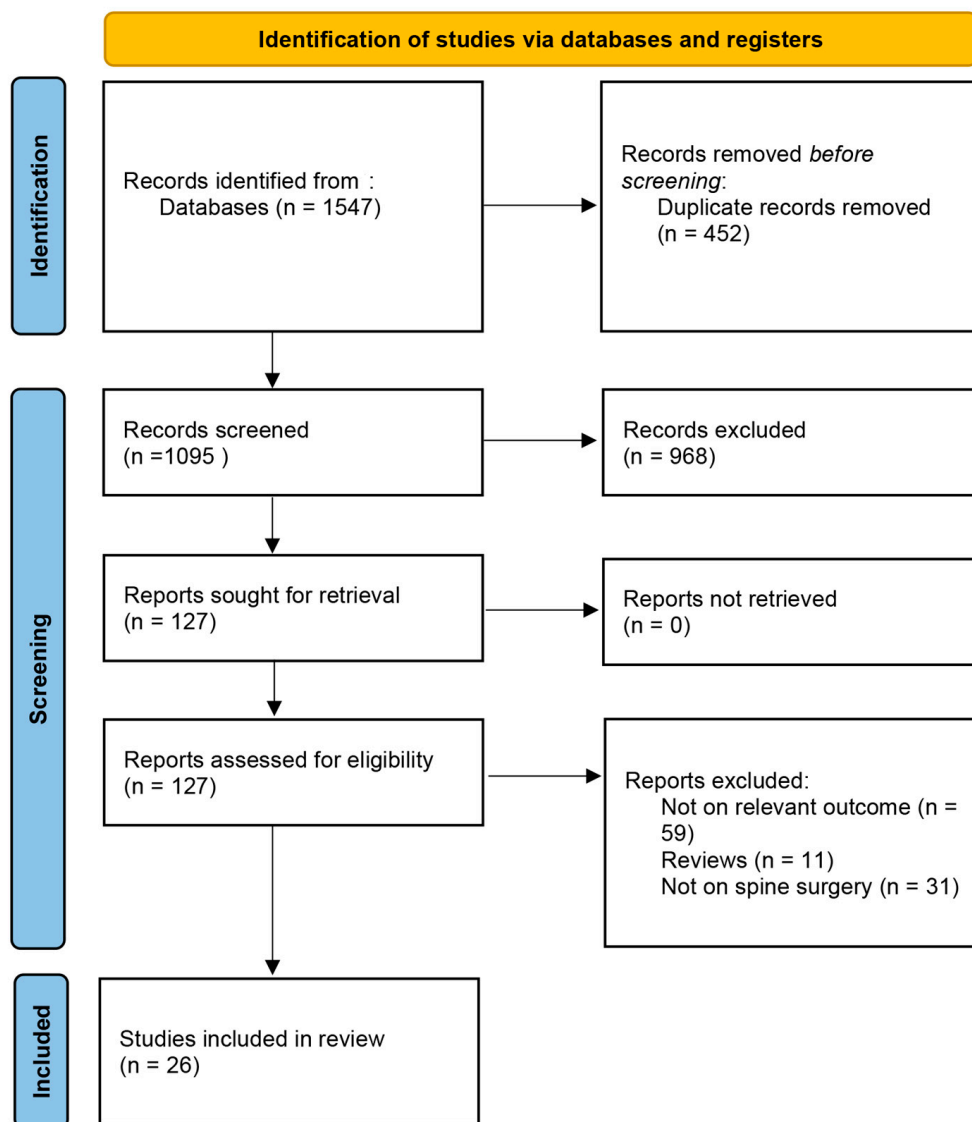 Identification of studies via databases and registers
Identification
Records identified from :
Databases (n = 1547)
Records removed before
screening:
Duplicate records removed
(n = 452)
Screening
Records screened
(n =1095 )
Records excluded
(n = 968)
Reports sought for retrieval
(n = 127)
Reports not retrieved
(n = 0)
Reports assessed for eligibility
(n = 127)
Reports excluded:
Not on relevant outcome (n =
59)
Reviews (n = 11)
Not on spine surgery (n = 31)
Included
Studies included in review
(n = 26)